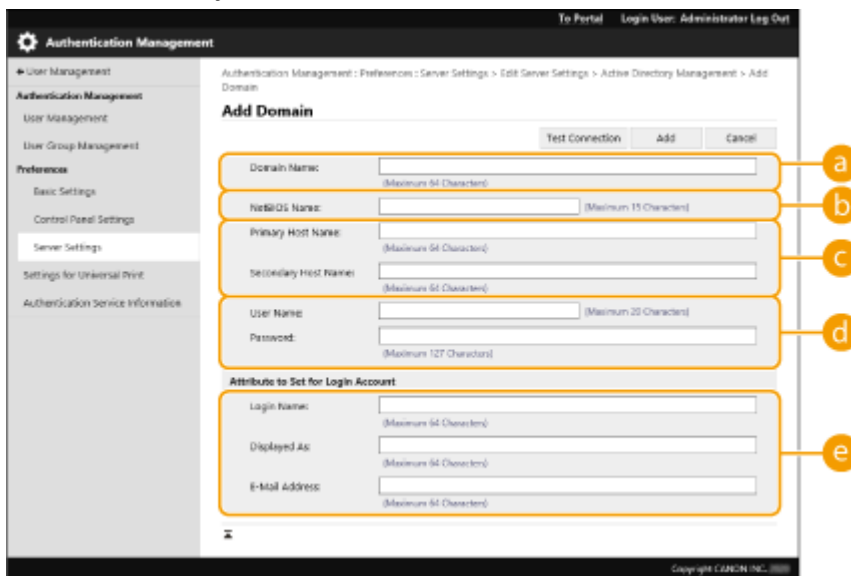 To Portal Login User: Administrator Log Out
Authentication Management
User Management
Authentication Management : Preferences : Server Settings > Edit Server Settings > Active Directory Management > Add
Domain
Authentication Management
User Management
User Group Management
Preferences
Basic Settings
Control Panel Settings
Server Settings
Settings for Universal Print
Authentication Service Information
Add Domain
Test Connection Add Cancel
Domain Name:
(Maximum 64 Characters)
a
NetBIOS Name: (Maximum 15 Characters)
b
Primary Host Name:
(Maximum 64 Characters)
Secondary Host Name:
(Maximum 64 Characters)
c
User Name: (Maximum 20 Characters)
Password:
(Maximum 127 Characters)
d
Attribute to Set for Login Account
Login Name:
(Maximum 64 Characters)
Displayed As:
(Maximum 64 Characters)
E-Mail Address:
(Maximum 64 Characters)
e
Copyright CANON INC.